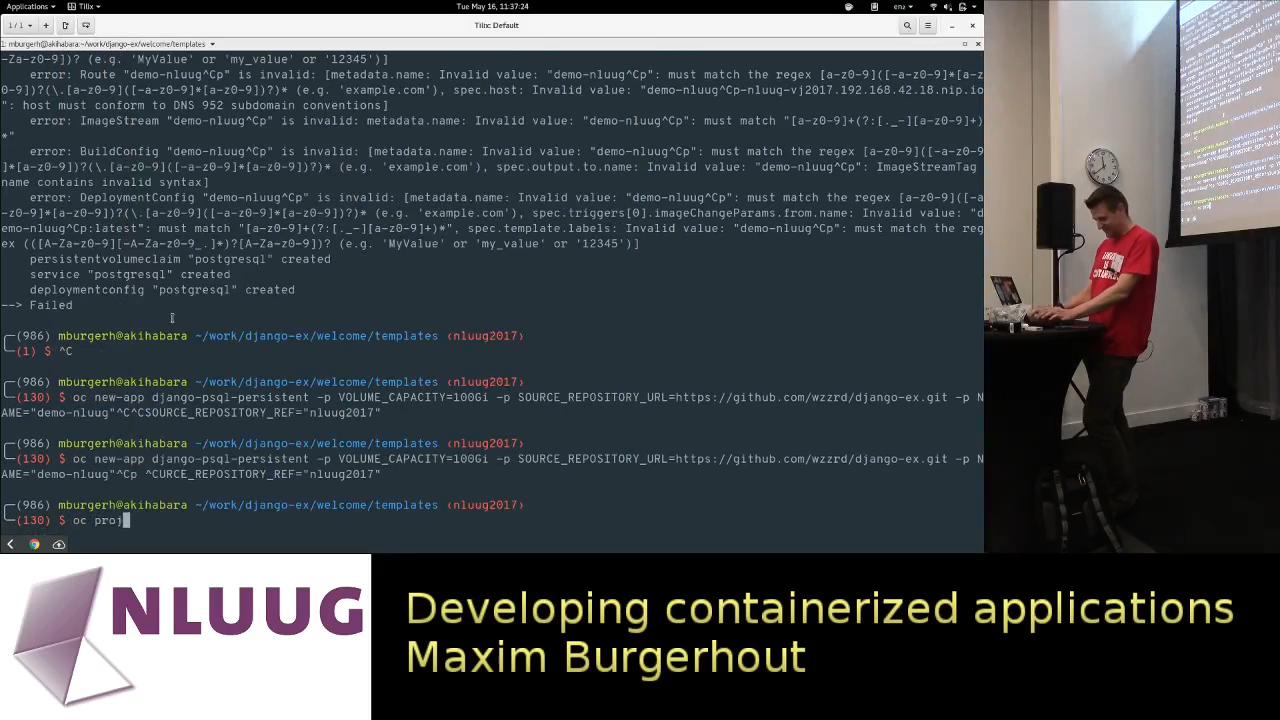 Applications
Tilix
Tue May 16, 11:37:24
en2
1 / 1
Tilix: Default
1: mburgerh@akihabara:~/work/django-ex/welcome/templates
-Za-z0-9])? (e.g. 'MyValue' or 'my_value' or '12345')]
error: Route "demo-nluug^Cp" is invalid: [metadata.name: Invalid value: "demo-nluug^Cp": must match the regex [a-z0-9]([-a-z0-9]*[a-z
0-9])?(\.[a-z0-9]([-a-z0-9]*[a-z0-9])?)* (e.g. 'example.com'), spec.host: Invalid value: "demo-nluug^Cp-nluug-vj2017.192.168.42.18.nip.io
": host must conform to DNS 952 subdomain conventions]
error: ImageStream "demo-nluug^Cp" is invalid: metadata.name: Invalid value: "demo-nluug^Cp": must match "[a-z0-9]+(?:[._-][a-z0-9]+)
*"
error: BuildConfig "demo-nluug^Cp" is invalid: [metadata.name: Invalid value: "demo-nluug^Cp": must match the regex [a-z0-9]([-a-z0-9
]*[a-z0-9])?(\.[a-z0-9]([-a-z0-9]*[a-z0-9])?)* (e.g. 'example.com'), spec.output.to.name: Invalid value: "demo-nluug^Cp": ImageStreamTag
name contains invalid syntax]
error: DeploymentConfig "demo-nluug^Cp" is invalid: [metadata.name: Invalid value: "demo-nluug^Cp": must match the regex [a-z0-9]([-a
-z0-9]*[a-z0-9])?(\.[a-z0-9]([-a-z0-9]*[a-z0-9])?)* (e.g. 'example.com'), spec.triggers[0].imageChangeParams.from.name: Invalid value: "d
emo-nluug^Cp:latest": must match "[a-z0-9]+(?:[._-][a-z0-9]+)*", spec.template.labels: Invalid value: "demo-nluug^Cp": must match the reg
ex (([A-Za-z0-9][-A-Za-z0-9_.]*)?[A-Za-z0-9])? (e.g. 'MyValue' or 'my_value' or '12345')]
persistentvolumeclaim "postgresql" created
service "postgresql" created
deploymentconfig "postgresql" created
--> Failed
(986) mburgerh@akihabara ~/work/django-ex/welcome/templates ‹nluug2017›
(1) $ ^C
(986) mburgerh@akihabara ~/work/django-ex/welcome/templates ‹nluug2017›
(130) $ oc new-app django-psql-persistent -p VOLUME_CAPACITY=100Gi -p SOURCE_REPOSITORY_URL=https://github.com/wzzrd/django-ex.git -p N
AME="demo-nluug"^C^CSOURCE_REPOSITORY_REF="nluug2017"
(986) mburgerh@akihabara ~/work/django-ex/welcome/templates ‹nluug2017›
(130) $ oc new-app django-psql-persistent -p VOLUME_CAPACITY=100Gi -p SOURCE_REPOSITORY_URL=https://github.com/wzzrd/django-ex.git -p N
AME="demo-nluug"^Cp ^CURCE_REPOSITORY_REF="nluug2017"
(986) mburgerh@akihabara ~/work/django-ex/welcome/templates ‹nluug2017›
(130) $ oc proj
NLUUG
Developing containerized applications
Maxim Burgerhout